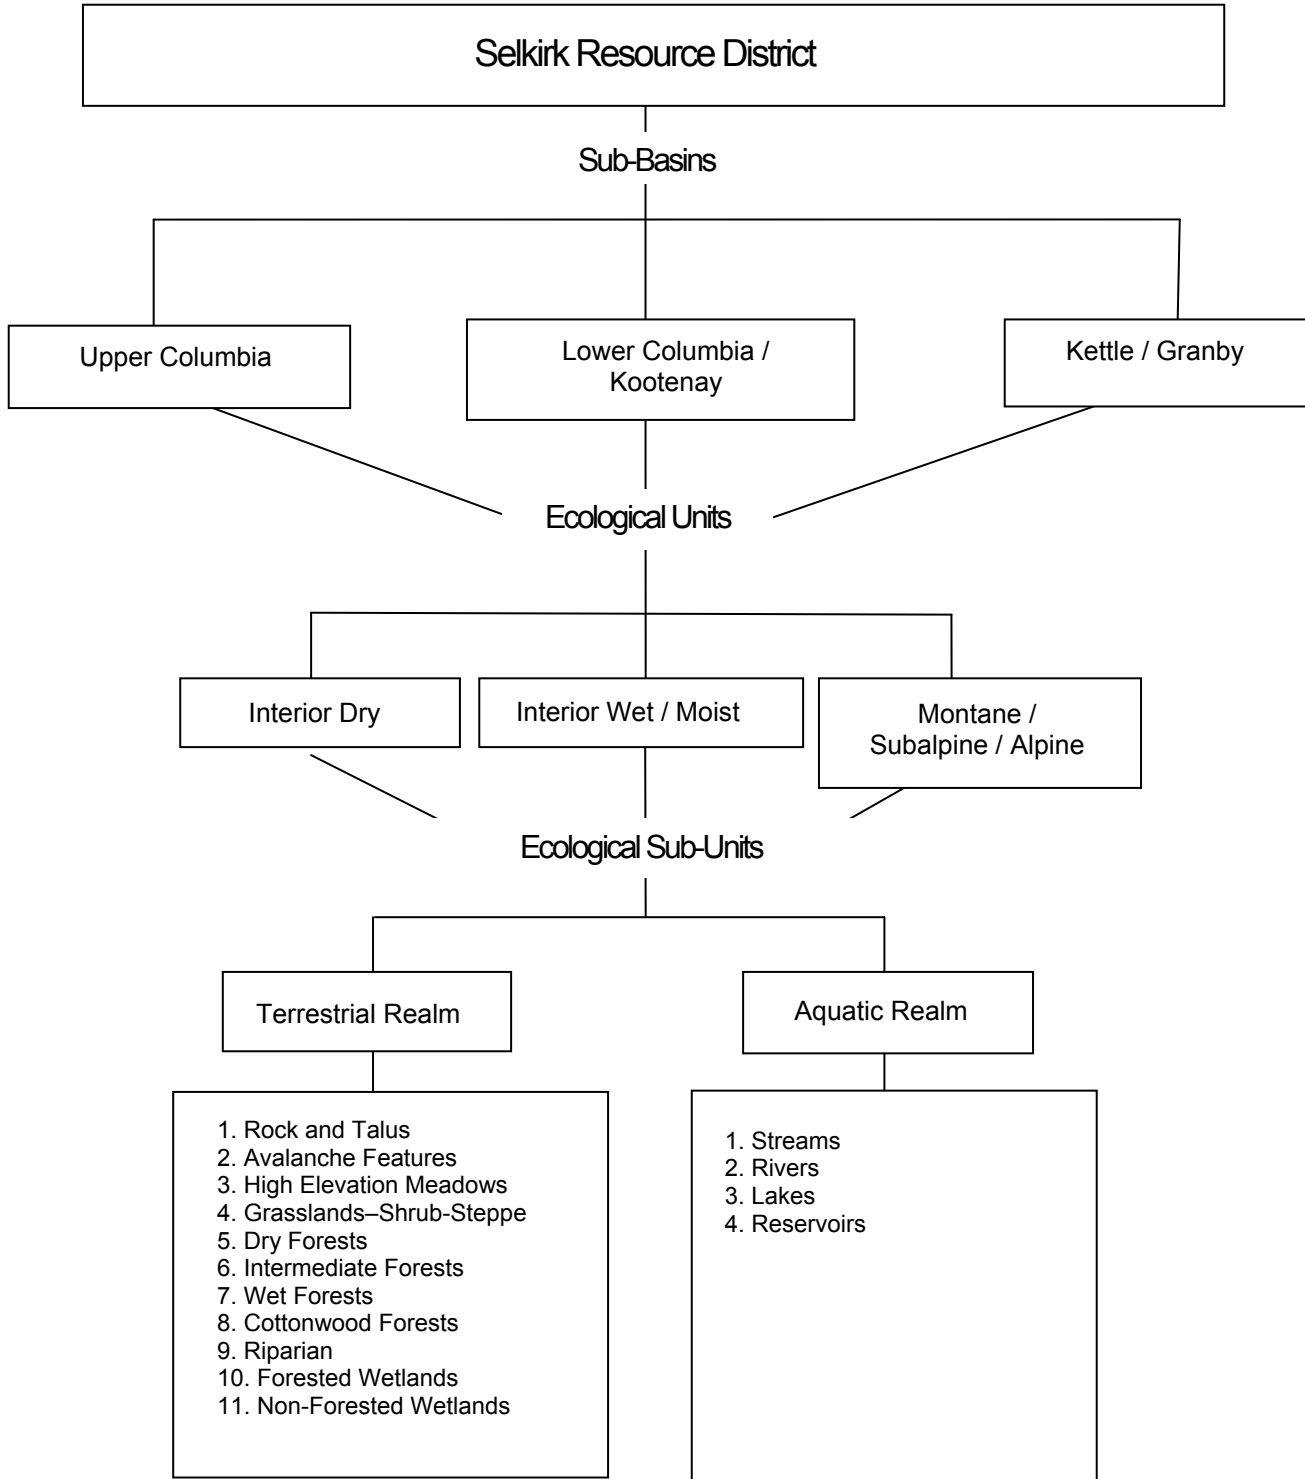 Selkirk Resource District
Sub-Basins
Upper Columbia
Lower Columbia /
Kootenay
Kettle / Granby
Ecological Units
Interior Dry
Interior Wet / Moist
Montane /
Subalpine / Alpine
Ecological Sub-Units
Terrestrial Realm
Aquatic Realm
1. Rock and Talus
2. Avalanche Features
3. High Elevation Meadows
4. Grasslands–Shrub-Steppe
5. Dry Forests
6. Intermediate Forests
7. Wet Forests
8. Cottonwood Forests
9. Riparian
10. Forested Wetlands
11. Non-Forested Wetlands
1. Streams
2. Rivers
3. Lakes
4. Reservoirs